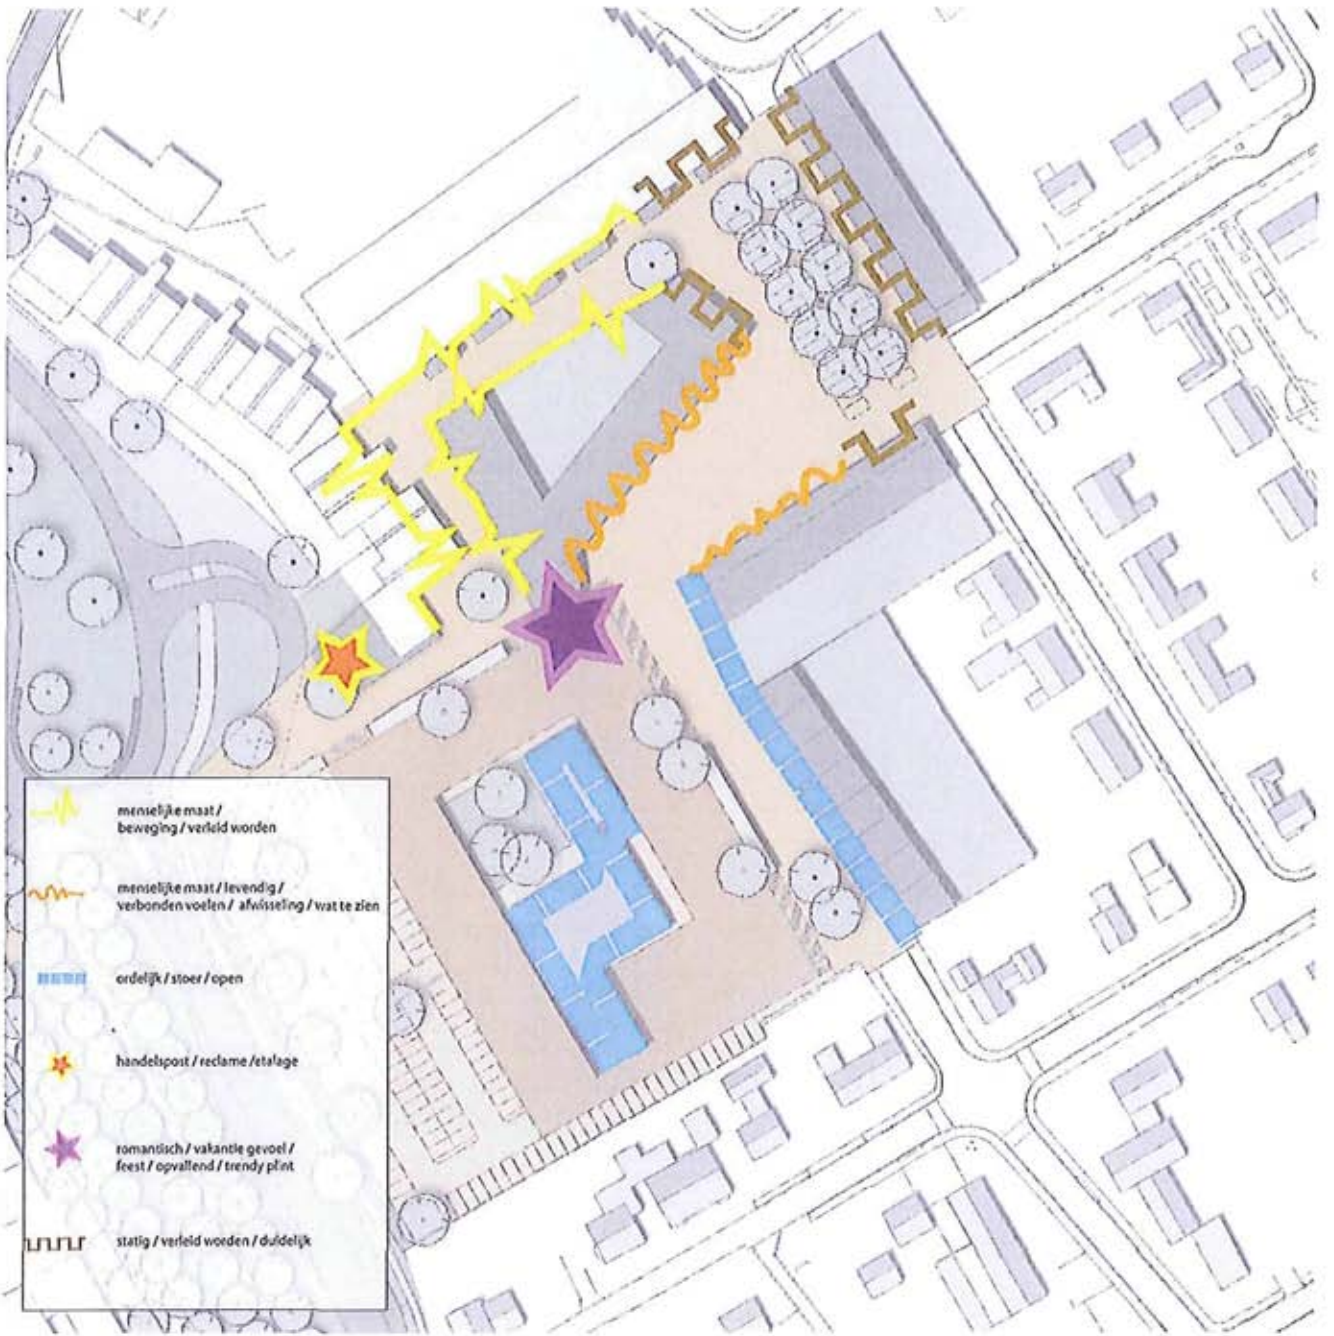 menselijke maat /
beweging / verleid worden
menselijke maat / levendig /
verbonden voelen / afwisseling / wat te zien
ordelijk / stoer / open
handelspost / reclame /etalage
romantisch / vakantie gevoel /
feest / opvallend / trendy plint
statig / verleid worden / duidelijk